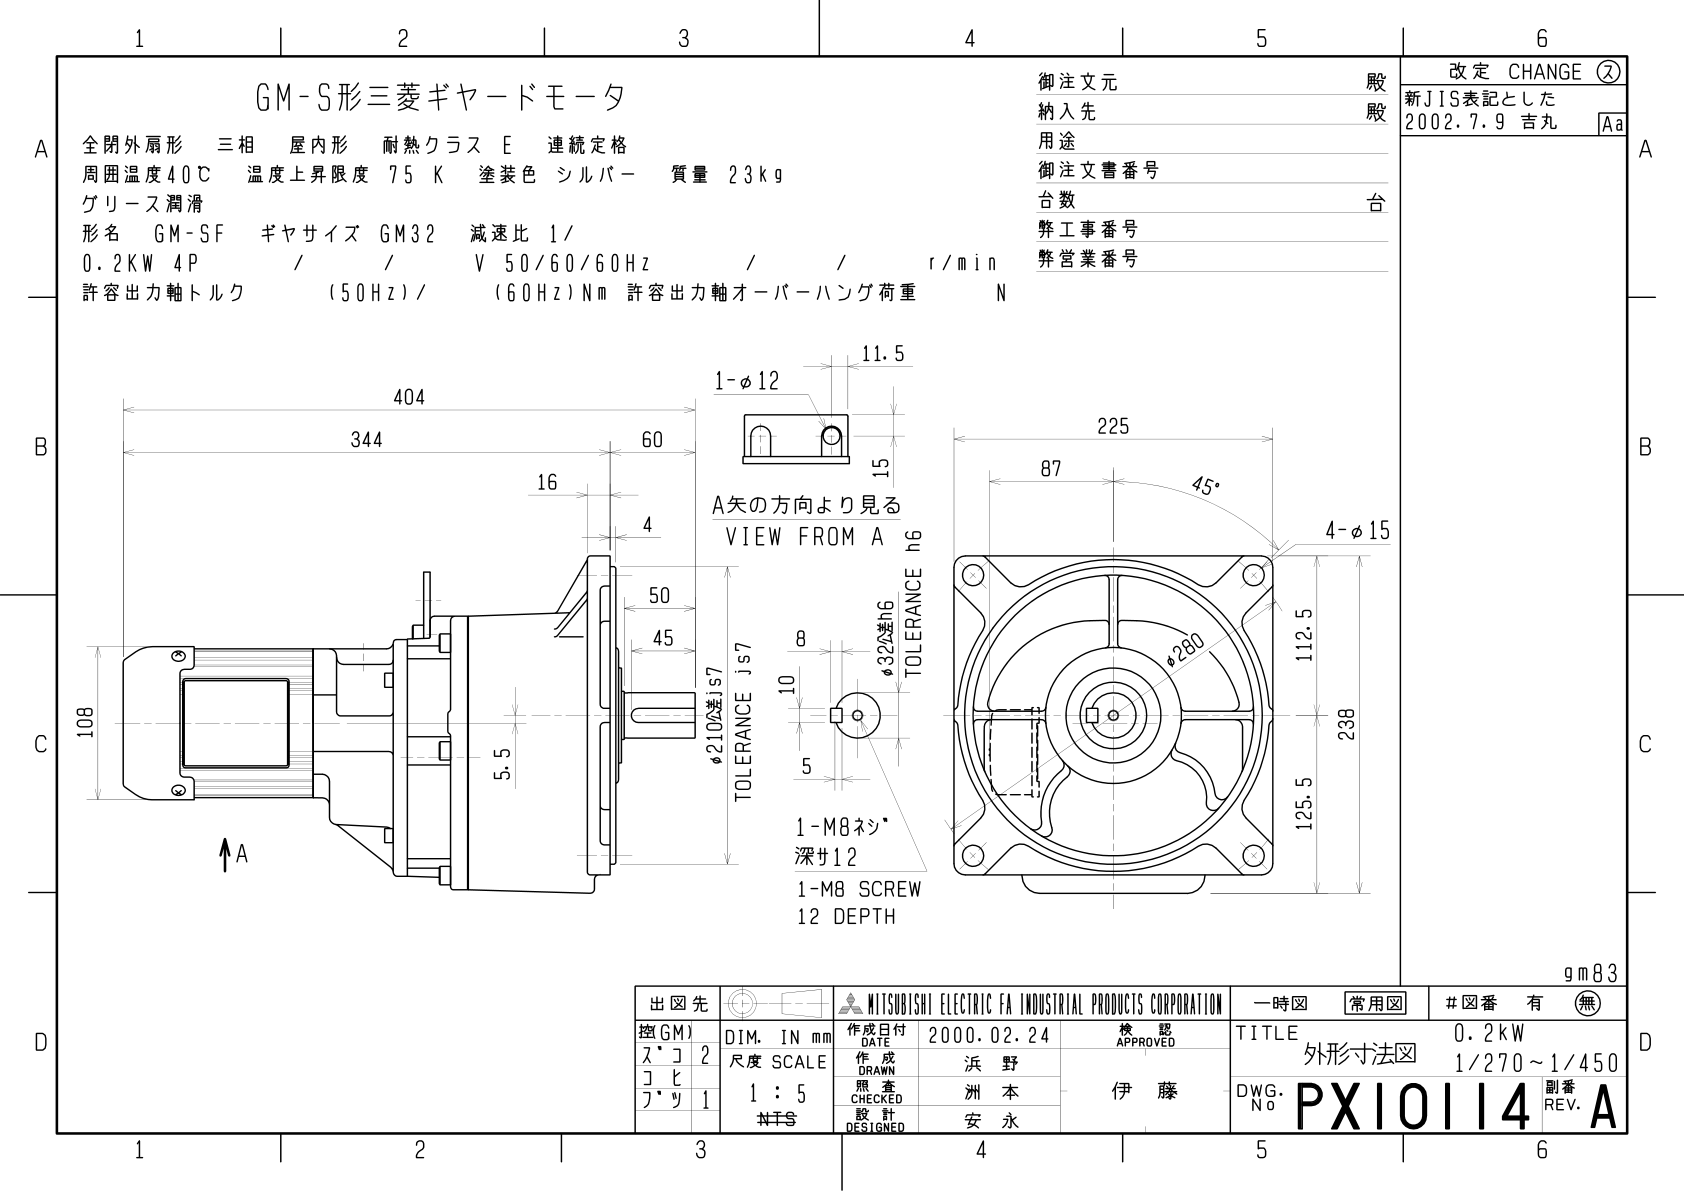 1 2 3 4 5 6
GM-S形三菱ギヤードモータ
全閉外扇形 三相 屋内形 耐熱クラス E 連続定格
周囲温度40℃ 温度上昇限度 75 K 塗装色 シルバー 質量 23kg
グリース潤滑
形名 GM-SF ギヤサイズ GM32 減速比 1/
0.2KW 4P / / V 50/60/60Hz / / r/min
許容出力軸トルク (50Hz)/ (60Hz)Nm 許容出力軸オーバーハング荷重 N
御注文元 殿
納入先 殿
用途
御注文書番号
台数 台
弊工事番号
弊営業番号
改定 CHANGE ス
新JIS表記とした
2002.7.9 吉丸 Aa
A
B
C
D
A
B
C
D
404
344
60
16
4
50
45
108
5.5
φ210公差js7
TOLERANCE js7
A
1-φ12
11.5
15
A矢の方向より見る
VIEW FROM A
8
10
5
φ32公差h6
TOLERANCE h6
1-M8ネジ
深サ12
1-M8 SCREW
12 DEPTH
225
87
45°
4-φ15
φ280
112.5
238
125.5
gm83
出図先
控(GM)
ズコ 2
コヒ
ブツ 1
DIM. IN mm
尺度 SCALE
1 : 5
NTS
MITSUBISHI ELECTRIC FA INDUSTRIAL PRODUCTS CORPORATION
作成日付
DATE
2000.02.24
検 認
APPROVED
作 成
DRAWN
浜 野
照 査
CHECKED
洲 本
伊 藤
設 計
DESIGNED
安 永
一時図 常用図 #図番 有 無
TITLE
外形寸法図
0.2kW
1/270~1/450
DWG.
No
PX10114
副番
REV.
A
1 2 3 4 5 6